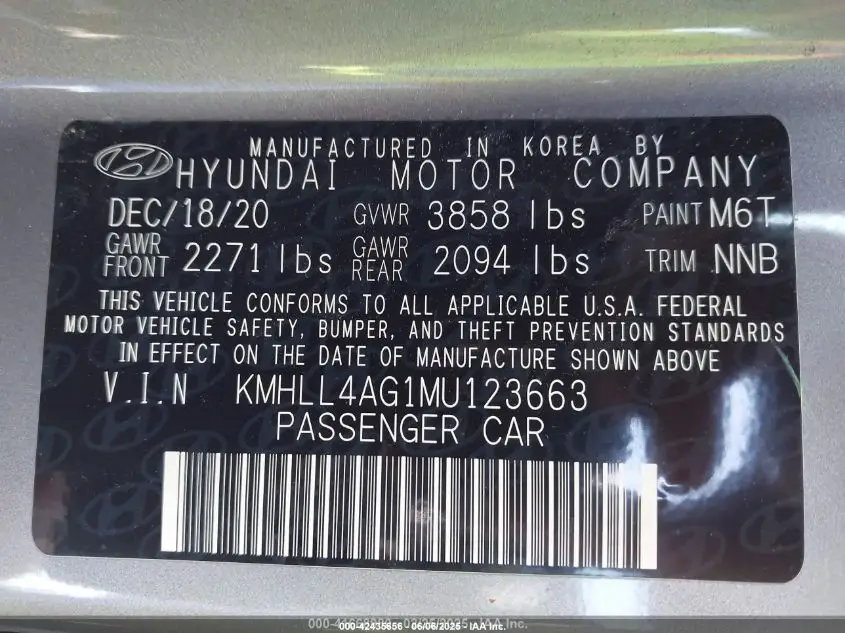 MANUFACTURED IN KOREA BY
HYUNDAI MOTOR COMPANY
DEC/18/20 GVWR 3858 lbs PAINT M6T
GAWR FRONT 2271 lbs GAWR REAR 2094 lbs TRIM NNB
THIS VEHICLE CONFORMS TO ALL APPLICABLE U.S.A. FEDERAL
MOTOR VEHICLE SAFETY, BUMPER, AND THEFT PREVENTION STANDARDS
IN EFFECT ON THE DATE OF MANUFACTURE SHOWN ABOVE
V.I.N KMHLL4AG1MU123663
PASSENGER CAR
000-42435656 06/06/2025 IAA Inc.